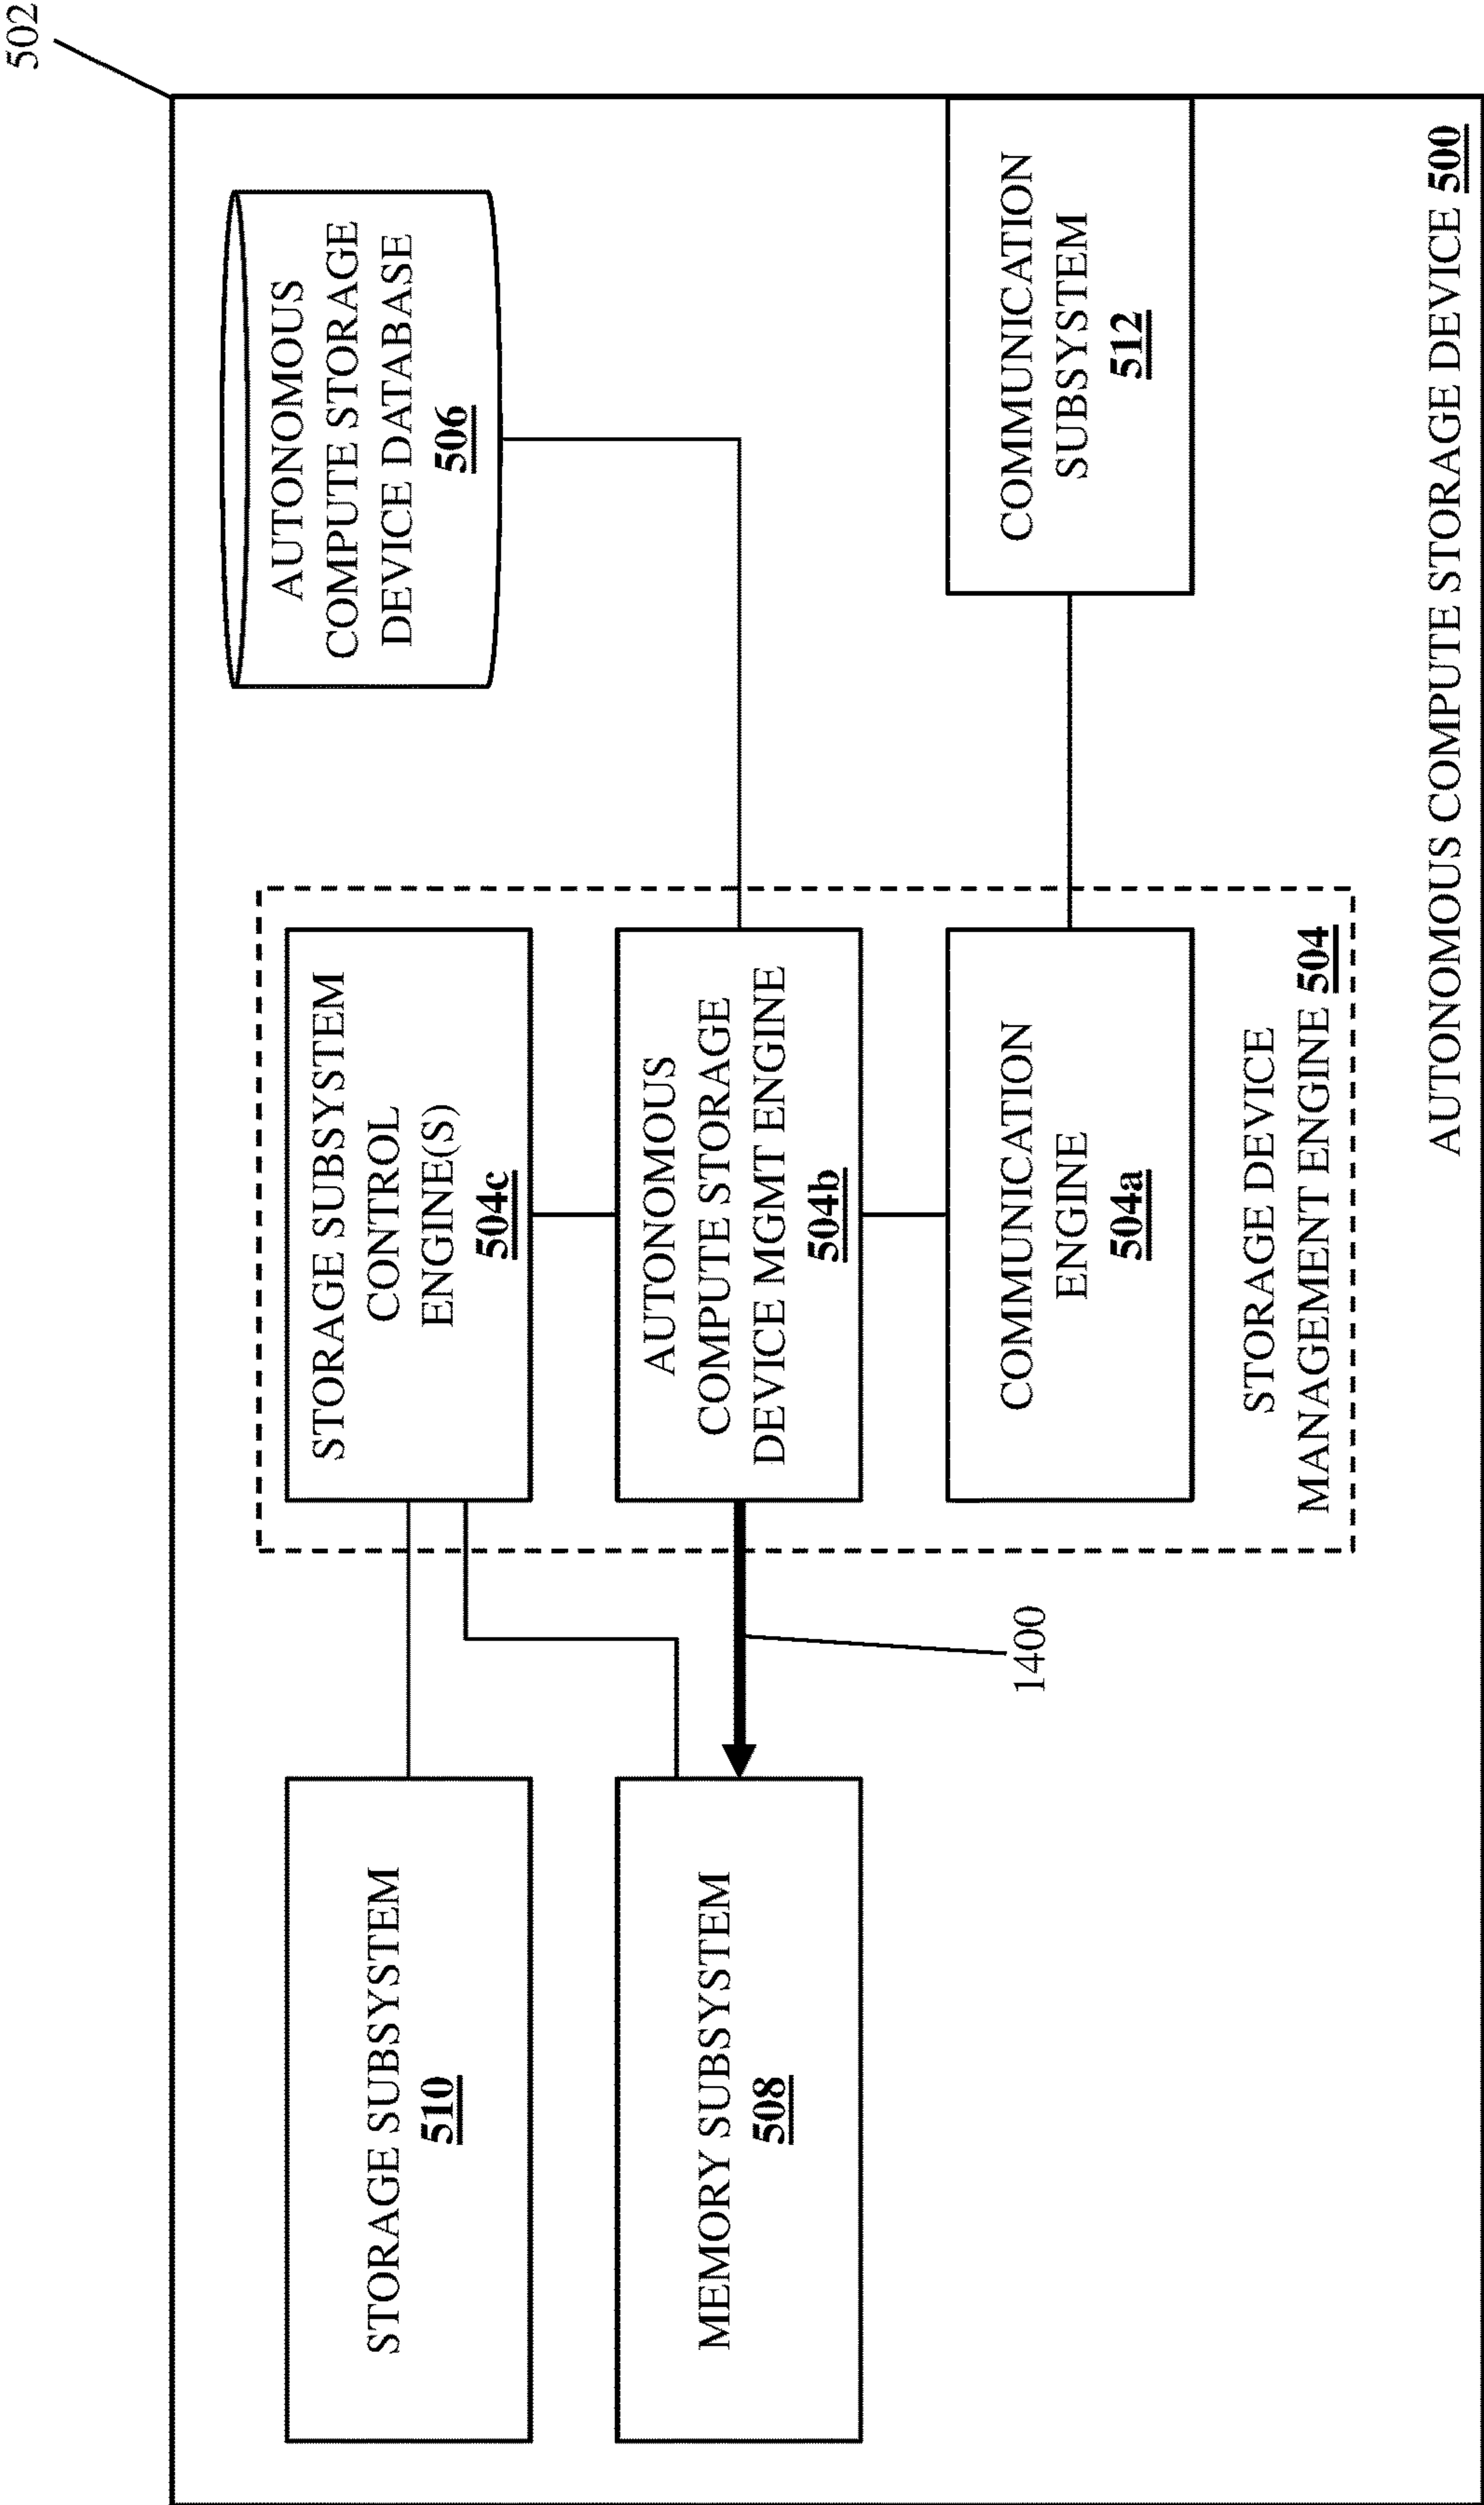 502
STORAGE SUBSYSTEM
510
STORAGE SUBSYSTEM
CONTROL
ENGINE(S)
504c
AUTONOMOUS
COMPUTE STORAGE
DEVICE DATABASE
506
MEMORY SUBSYSTEM
508
1400
AUTONOMOUS
COMPUTE STORAGE
DEVICE MGMT ENGINE
504b
COMMUNICATION
ENGINE
504a
COMMUNICATION
SUBSYSTEM
512
STORAGE DEVICE
MANAGEMENT ENGINE 504
AUTONOMOUS COMPUTE STORAGE DEVICE 500